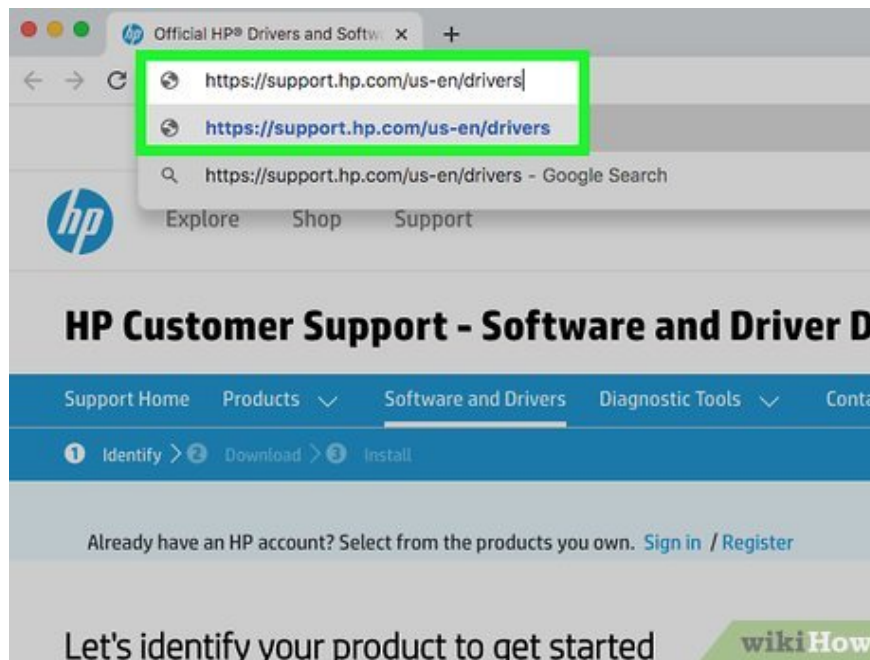 Official HP® Drivers and Softw
https://support.hp.com/us-en/drivers
https://support.hp.com/us-en/drivers
https://support.hp.com/us-en/drivers - Google Search
hp Explore Shop Support
HP Customer Support - Software and Driver D
Support Home Products Software and Drivers Diagnostic Tools Conta
1 Identify 2 Download 3 Install
Already have an HP account? Select from the products you own. Sign in / Register
Let's identify your product to get started
wikiHow